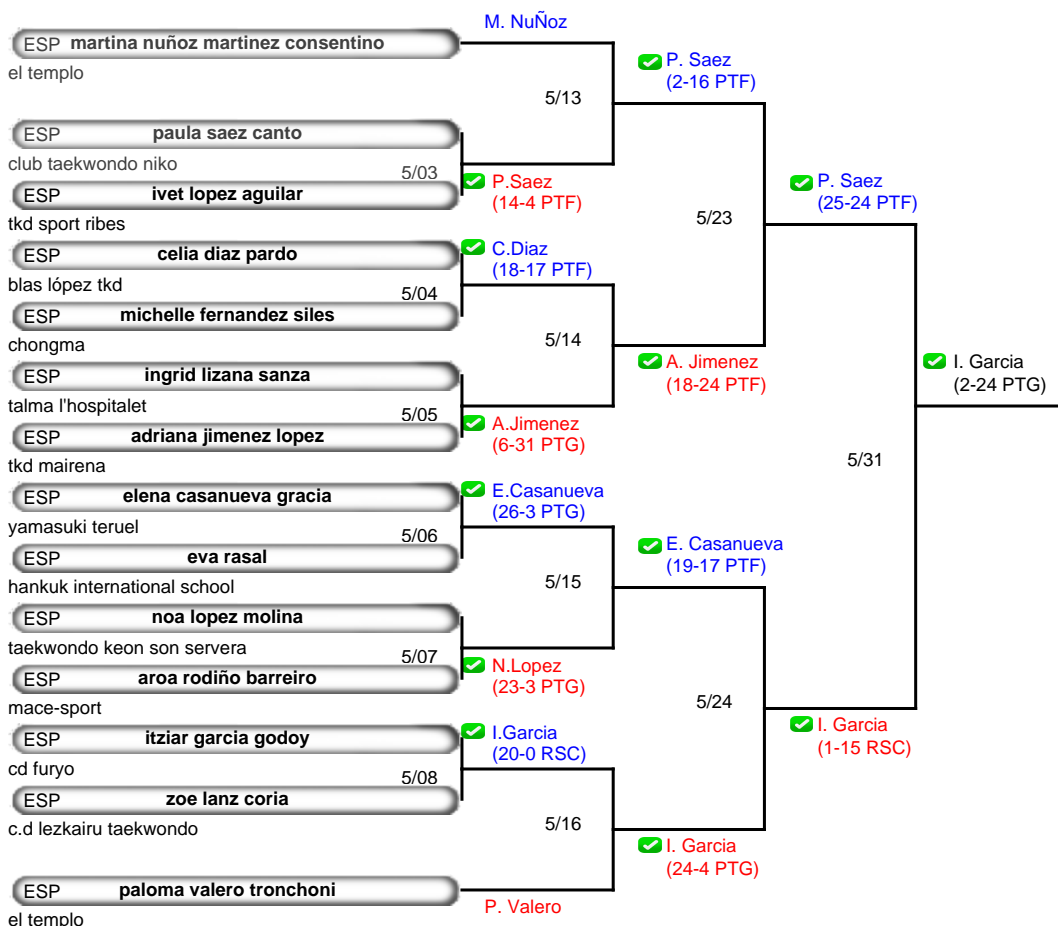 M. NuÑoz
ESP martina nuñoz martinez consentino
el templo
P. Saez
(2-16 PTF)
5/13
ESP paula saez canto
club taekwondo niko
5/03
P.Saez
(14-4 PTF)
ESP ivet lopez aguilar
tkd sport ribes
P. Saez
(25-24 PTF)
5/23
ESP celia diaz pardo
blas lópez tkd
C.Diaz
(18-17 PTF)
5/04
ESP michelle fernandez siles
chongma
5/14
A. Jimenez
(18-24 PTF)
I. Garcia
(2-24 PTG)
ESP ingrid lizana sanza
talma l'hospitalet
5/05
A.Jimenez
(6-31 PTG)
ESP adriana jimenez lopez
tkd mairena
5/31
ESP elena casanueva gracia
yamasuki teruel
E.Casanueva
(26-3 PTG)
5/06
E. Casanueva
(19-17 PTF)
ESP eva rasal
hankuk international school
5/15
ESP noa lopez molina
taekwondo keon son servera
5/07
N.Lopez
(23-3 PTG)
ESP aroa rodiño barreiro
mace-sport
5/24
I. Garcia
(1-15 RSC)
ESP itziar garcia godoy
cd furyo
I.Garcia
(20-0 RSC)
5/08
ESP zoe lanz coria
c.d lezkairu taekwondo
5/16
I. Garcia
(24-4 PTG)
ESP paloma valero tronchoni
el templo
P. Valero